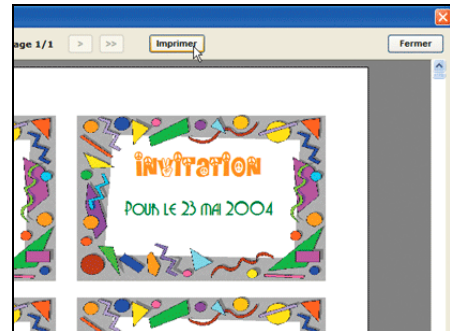 age 1/1 > >> Imprimer Fermer
INVITATION
POUR LE 23 MAI 2004